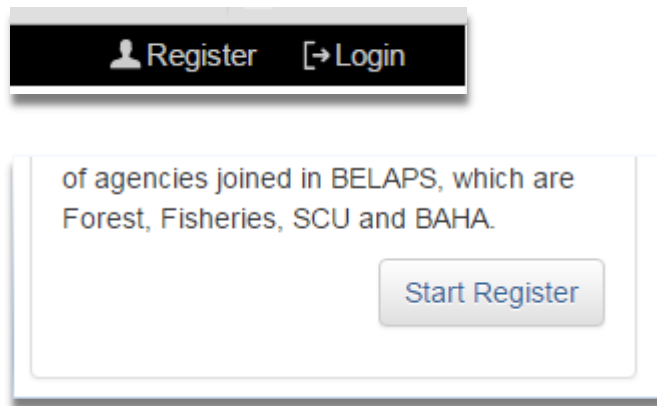 Register Login
of agencies joined in BELAPS, which are
Forest, Fisheries, SCU and BAHA.
Start Register